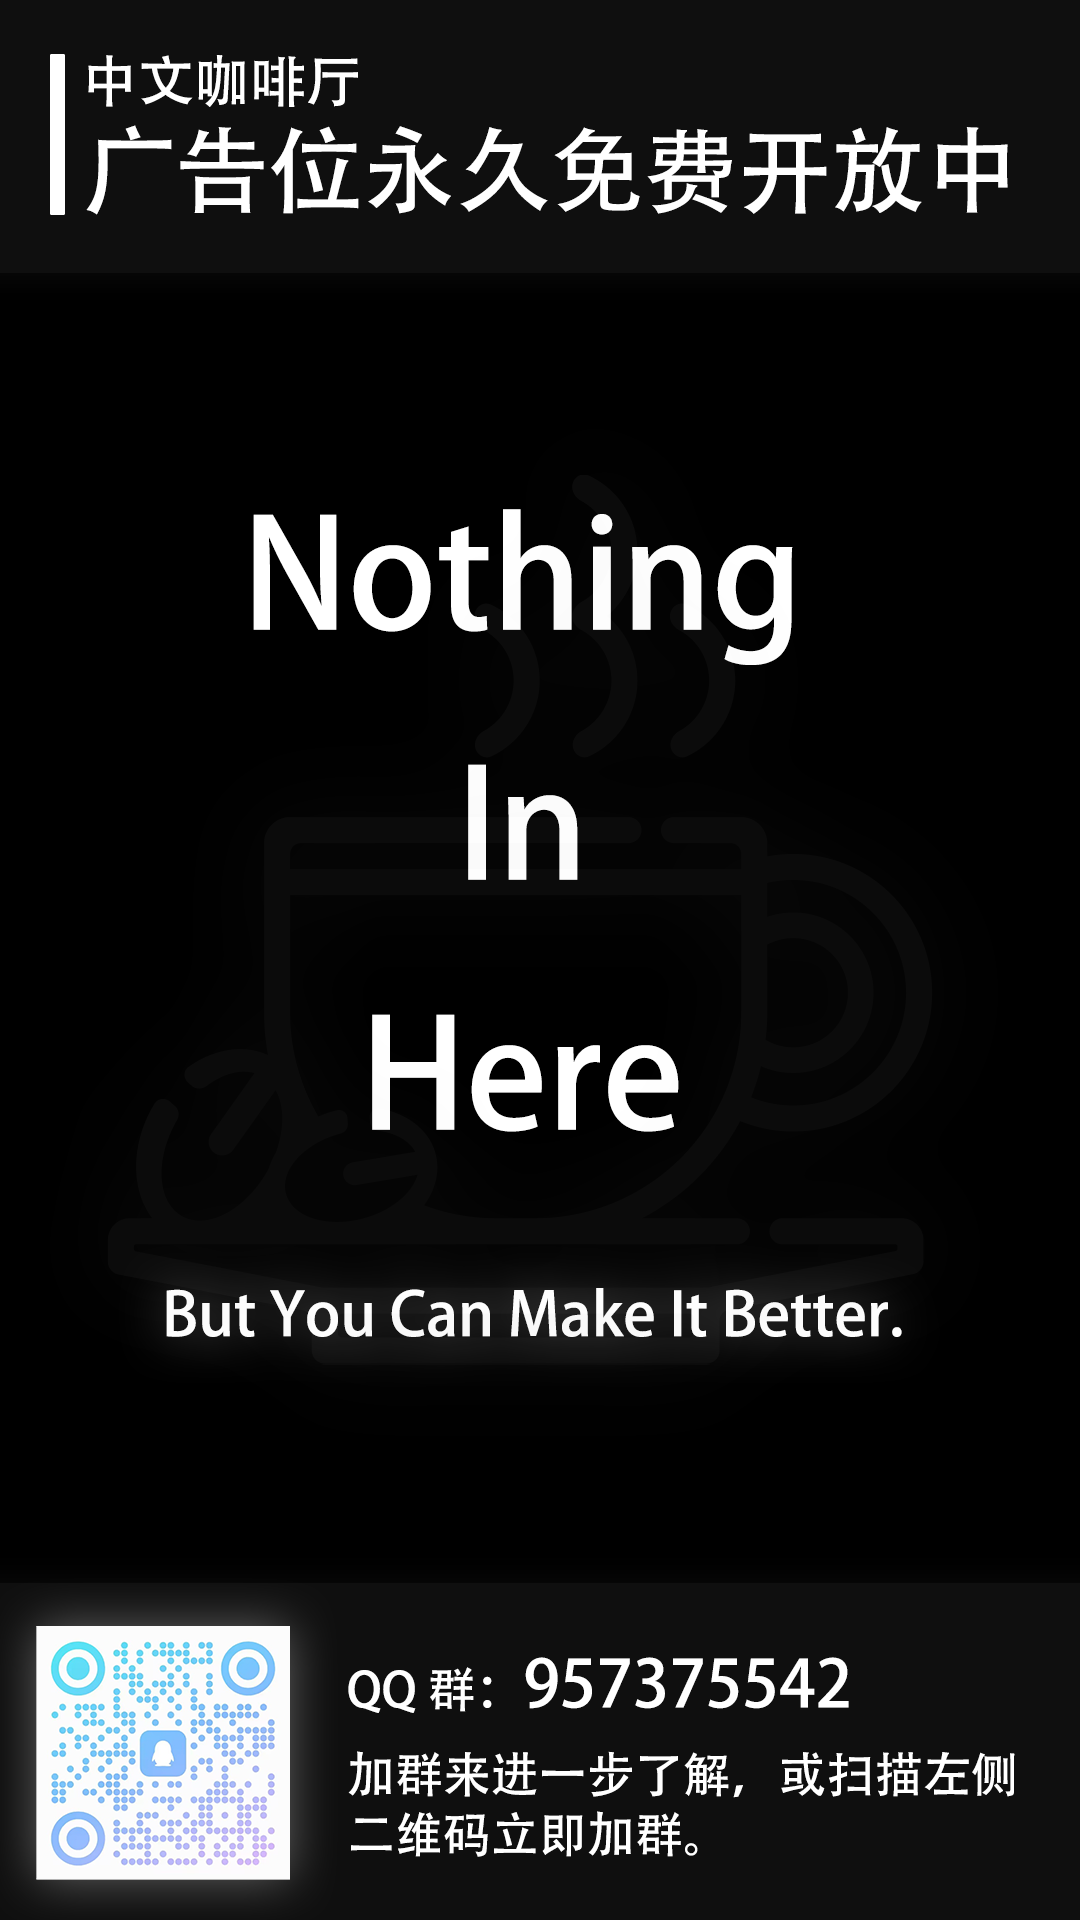 中文咖啡厅
广告位永久免费开放中
Nothing
In
Here
But You Can Make It Better.
QQ 群：957375542
加群来进一步了解，或扫描左侧
二维码立即加群。